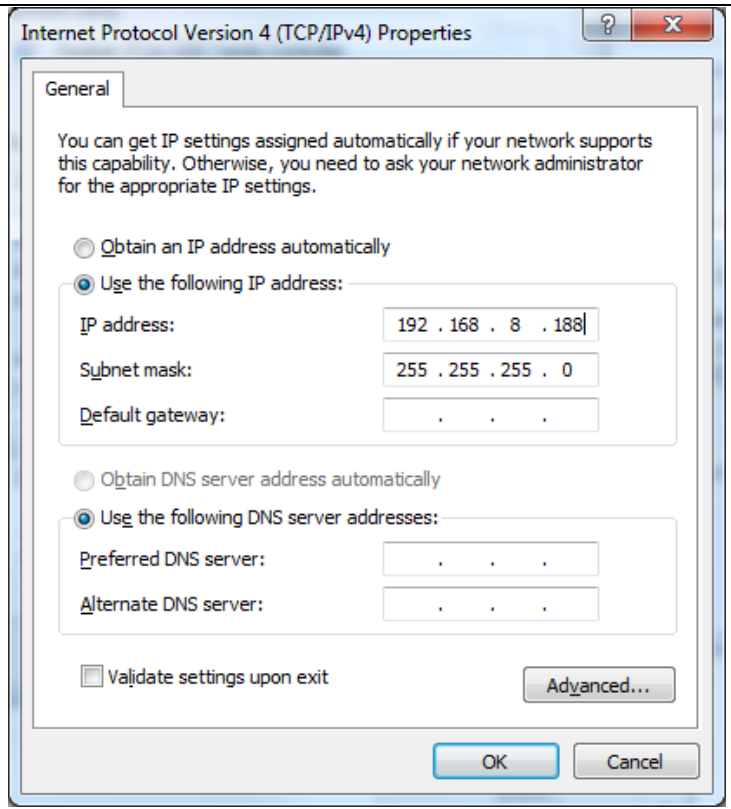 Internet Protocol Version 4 (TCP/IPv4) Properties
General
You can get IP settings assigned automatically if your network supports
this capability. Otherwise, you need to ask your network administrator
for the appropriate IP settings.
Obtain an IP address automatically
Use the following IP address:
IP address: 192 . 168 . 8 . 188
Subnet mask: 255 . 255 . 255 . 0
Default gateway: . . .
Obtain DNS server address automatically
Use the following DNS server addresses:
Preferred DNS server: . . .
Alternate DNS server: . . .
Validate settings upon exit
Advanced...
OK Cancel